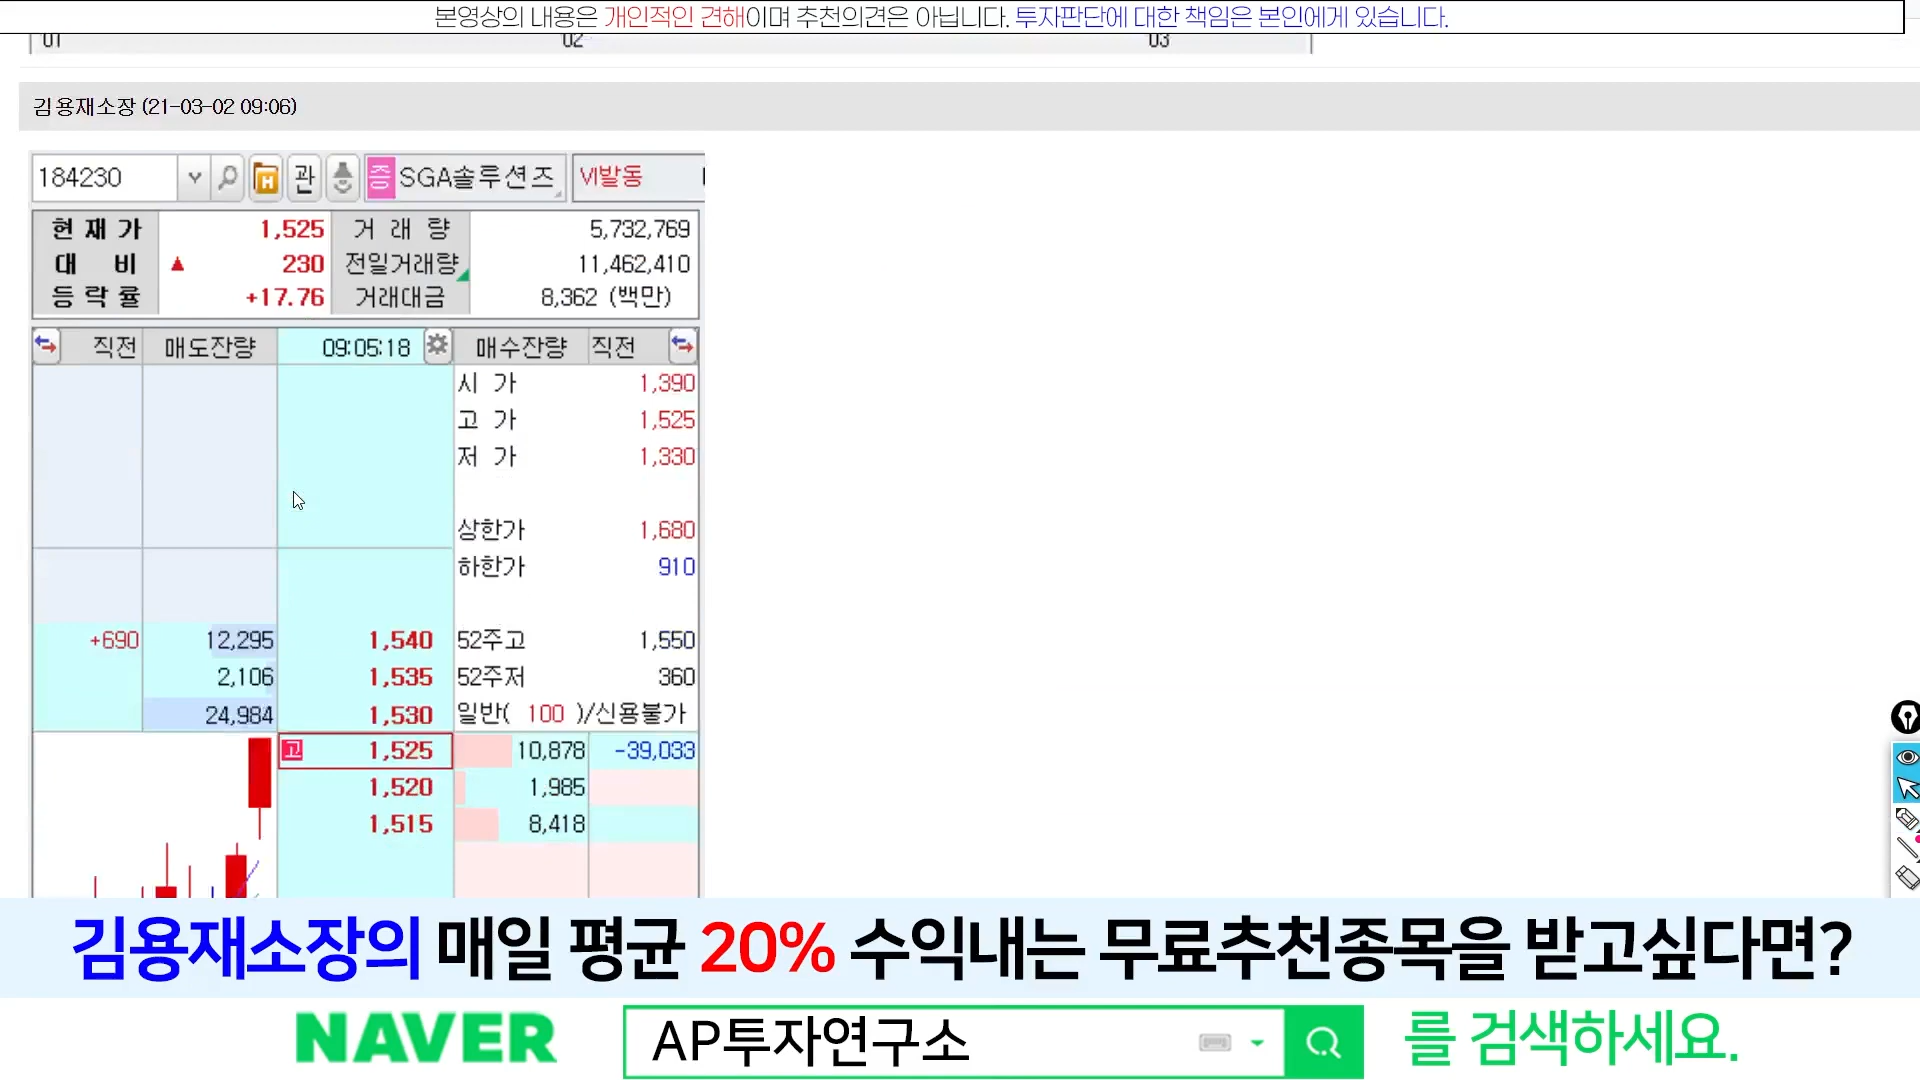 본영상의 내용은 개인적인 견해이며 추천의견은 아닙니다. 투자판단에 대한 책임은 본인에게 있습니다.
01 02 03
김용재소장 (21-03-02 09:06)
184230 관 증 SGA솔루션즈 VI발동
현재가 1,525 거래량 5,732,769
대비 ▲ 230 전일거래량 11,462,410
등락률 +17.76 거래대금 8,362 (백만)
직전 매도잔량 09:05:18 매수잔량 직전
시가 1,390
고가 1,525
저가 1,330
상한가 1,680
하한가 910
+690 12,295 1,540 52주고 1,550
2,106 1,535 52주저 360
24,984 1,530 일반( 100 )/신용불가
고 1,525 10,878 -39,033
1,520 1,985
1,515 8,418
김용재소장의 매일 평균 20% 수익내는 무료추천종목을 받고싶다면?
NAVER AP투자연구소 를 검색하세요.